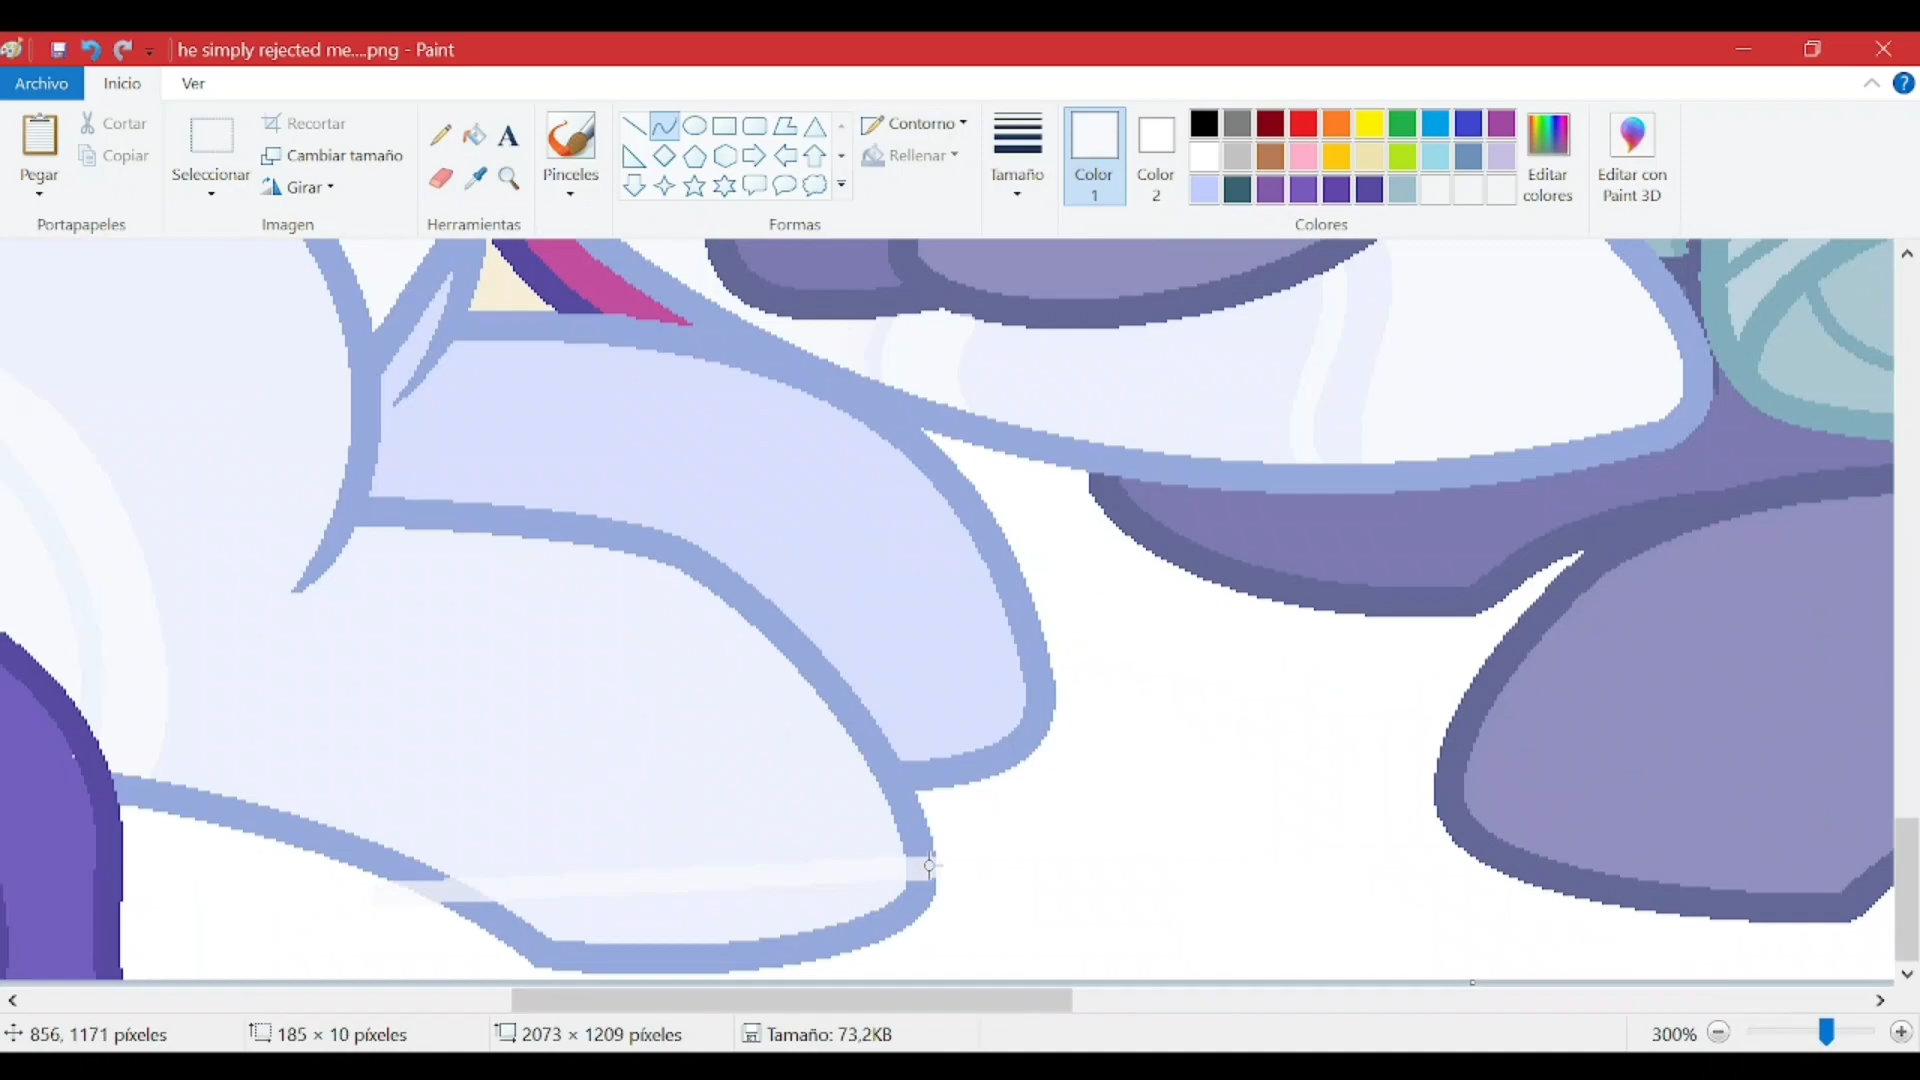 he simply rejected me....png - Paint
Archivo Inicio Ver
Pegar
Cortar
Copiar
Portapapeles
Seleccionar
Recortar
Cambiar tamaño
Girar
Imagen
A
Herramientas
Pinceles
Contorno
Rellenar
Formas
Tamaño
Color
1
Color
2
Editar
colores
Colores
Editar con
Paint 3D
856, 1171 píxeles
185 × 10 píxeles
2073 × 1209 píxeles
Tamaño: 73,2KB
300%